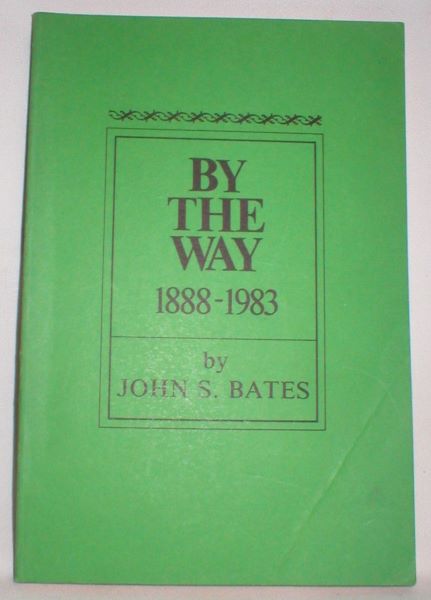 BY
THE
WAY
1888-1983
by
JOHN S. BATES